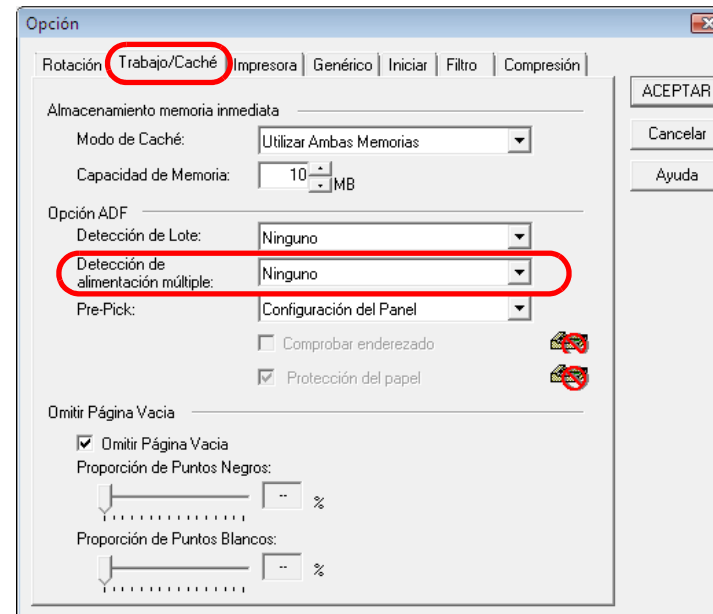 Opción
Rotación Trabajo/Caché Impresora Genérico Iniciar Filtro Compresión
ACEPTAR
Cancelar
Ayuda
Almacenamiento memoria inmediata
Modo de Caché: Utilizar Ambas Memorias
Capacidad de Memoria: 10 MB
Opción ADF
Detección de Lote: Ninguno
Detección de
alimentación múltiple: Ninguno
Pre-Pick: Configuración del Panel
Comprobar enderezado
Protección del papel
Omitir Página Vacia
Omitir Página Vacia
Proporción de Puntos Negros:
-- %
Proporción de Puntos Blancos:
-- %